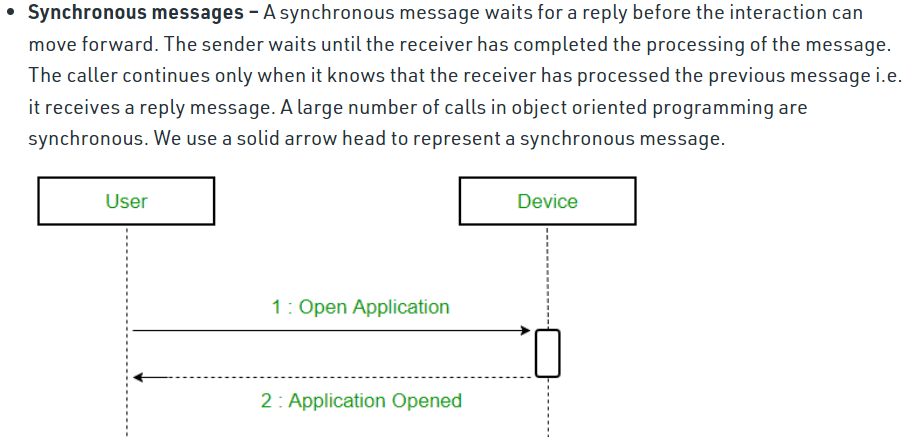 • Synchronous messages – A synchronous message waits for a reply before the interaction can
move forward. The sender waits until the receiver has completed the processing of the message.
The caller continues only when it knows that the receiver has processed the previous message i.e.
it receives a reply message. A large number of calls in object oriented programming are
synchronous. We use a solid arrow head to represent a synchronous message.
User
Device
1 : Open Application
2 : Application Opened